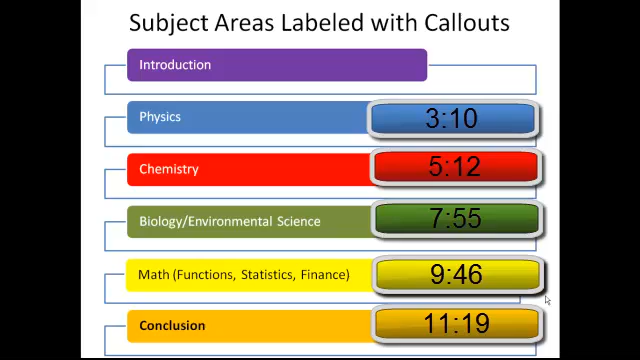 Subject Areas Labeled with Callouts
Introduction
Physics 3:10
Chemistry 5:12
Biology/Environmental Science 7:55
Math (Functions, Statistics, Finance) 9:46
Conclusion 11:19